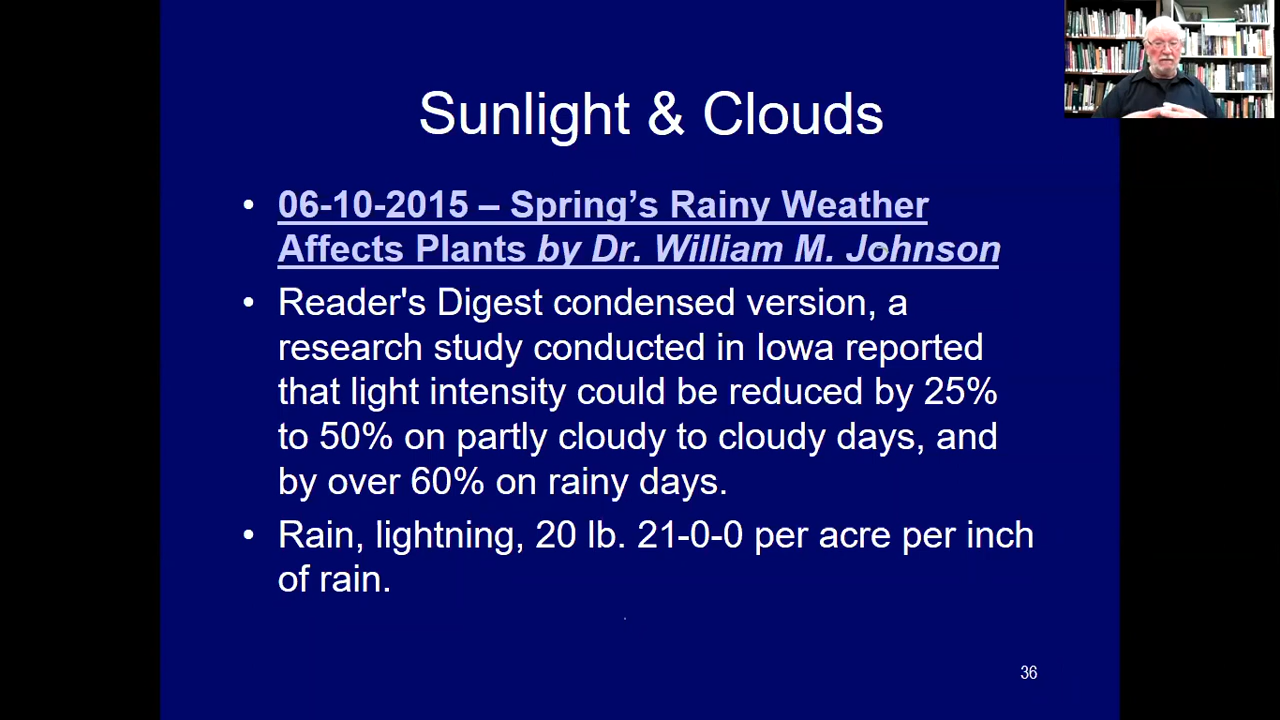 Sunlight & Clouds
• 06-10-2015 – Spring’s Rainy Weather
Affects Plants by Dr. William M. Johnson
• Reader's Digest condensed version, a
research study conducted in Iowa reported
that light intensity could be reduced by 25%
to 50% on partly cloudy to cloudy days, and
by over 60% on rainy days.
• Rain, lightning, 20 lb. 21-0-0 per acre per inch
of rain.
36